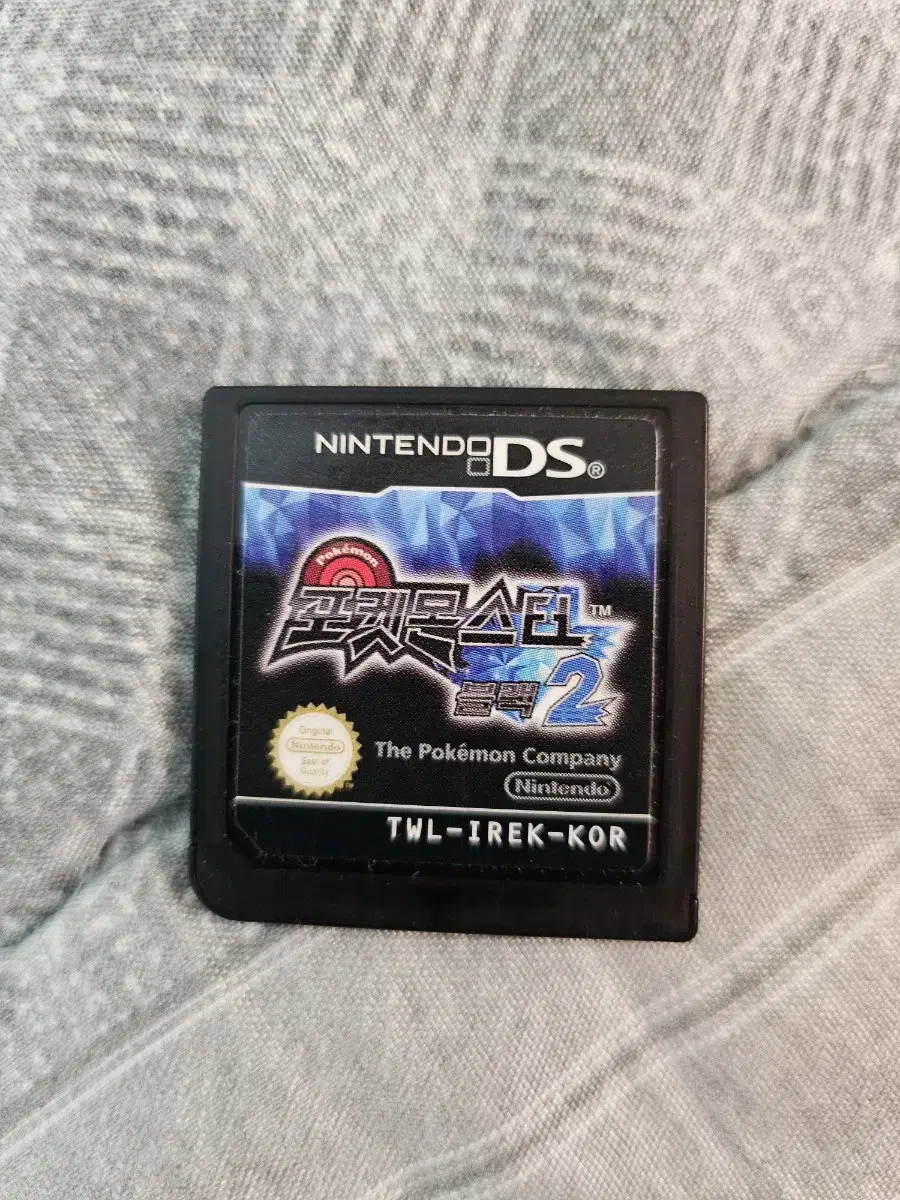 NINTENDO DS®
Pokémon
포켓몬스터™
블랙2
Original
Nintendo
Seal of
Quality
TM
The Pokémon Company
Nintendo
TWL-IREK-KOR